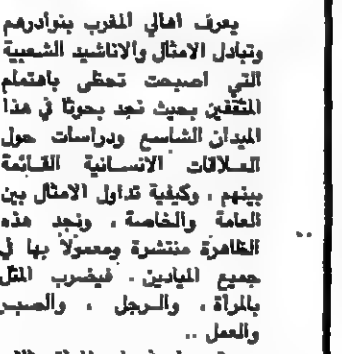 يعرف اهالي المغرب بنوادرهم
وتبادل الامثال والاناشيد الشعبية
التي اصبحت تحظى باهتمام
المثقفين بحيث نجد بحوثا في هذا
الميدان الشاسع ودراسات حول
العلاقات الانسانية القائمة
بينهم ، وكيفية تداول الامثال بين
العامة والخاصة ، ونجد هذه
الظاهرة منتشرة ومعمولا بها في
جميع الميادين . فيضرب المثل
بالمراة ، والرجل ، والصبر
والعمل ..